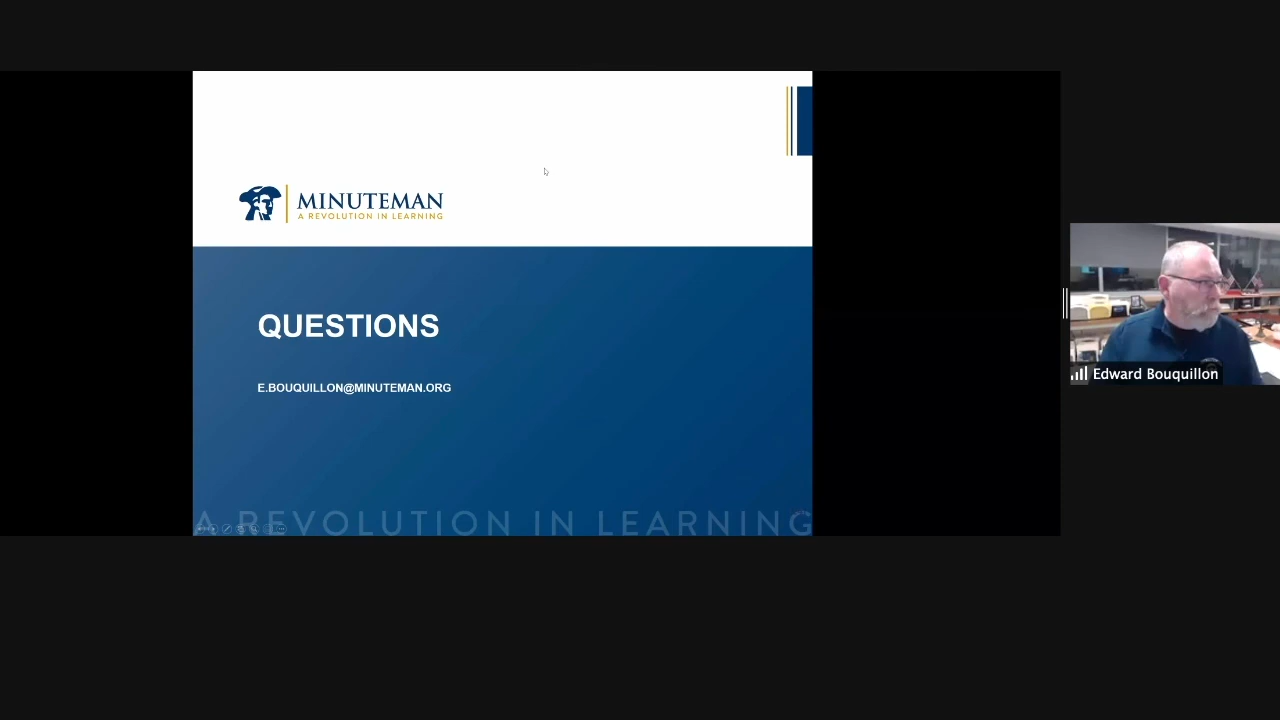 MINUTEMAN
A REVOLUTION IN LEARNING
QUESTIONS
E.BOUQUILLON@MINUTEMAN.ORG
A REVOLUTION IN LEARNING
Edward Bouquillon